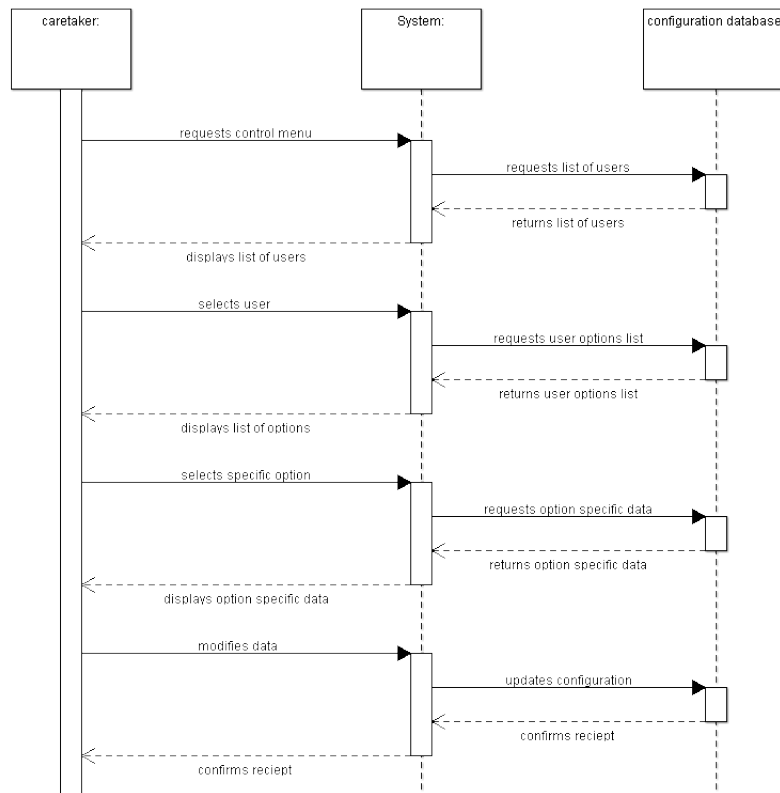 caretaker:
System:
configuration database
requests control menu
requests list of users
returns list of users
displays list of users
selects user
requests user options list
returns user options list
displays list of options
selects specific option
requests option specific data
returns option specific data
displays option specific data
modifies data
updates configuration
confirms reciept
confirms reciept